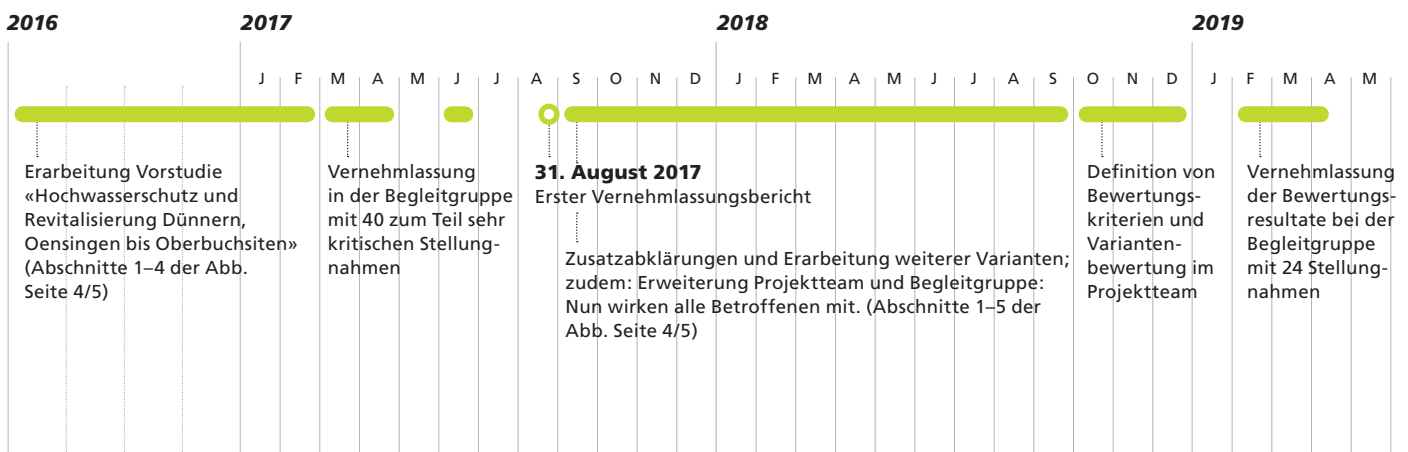 2016 2017 2018 2019
J F M A M J J A S O N D J F M A M J J A S O N D J F M A M
Erarbeitung Vorstudie
«Hochwasserschutz und
Revitalisierung Dünnern,
Oensingen bis Oberbuchsiten»
(Abschnitte 1–4 der Abb.
Seite 4/5)
Vernehmlassung
in der Begleitgruppe
mit 40 zum Teil sehr
kritischen Stellung-
nahmen
31. August 2017
Erster Vernehmlassungsbericht
Zusatzabklärungen und Erarbeitung weiterer Varianten;
zudem: Erweiterung Projektteam und Begleitgruppe:
Nun wirken alle Betroffenen mit. (Abschnitte 1–5 der
Abb. Seite 4/5)
Definition von
Bewertungs-
kriterien und
Varianten-
bewertung im
Projektteam
Vernehmlassung
der Bewertungs-
resultate bei der
Begleitgruppe
mit 24 Stellung-
nahmen